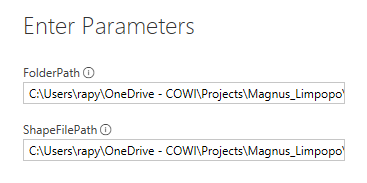 Enter Parameters
FolderPath
C:\Users\rapy\OneDrive - COWI\Projects\Magnus_Limpopo\
ShapeFilePath
C:\Users\rapy\OneDrive - COWI\Projects\Magnus_Limpopo\